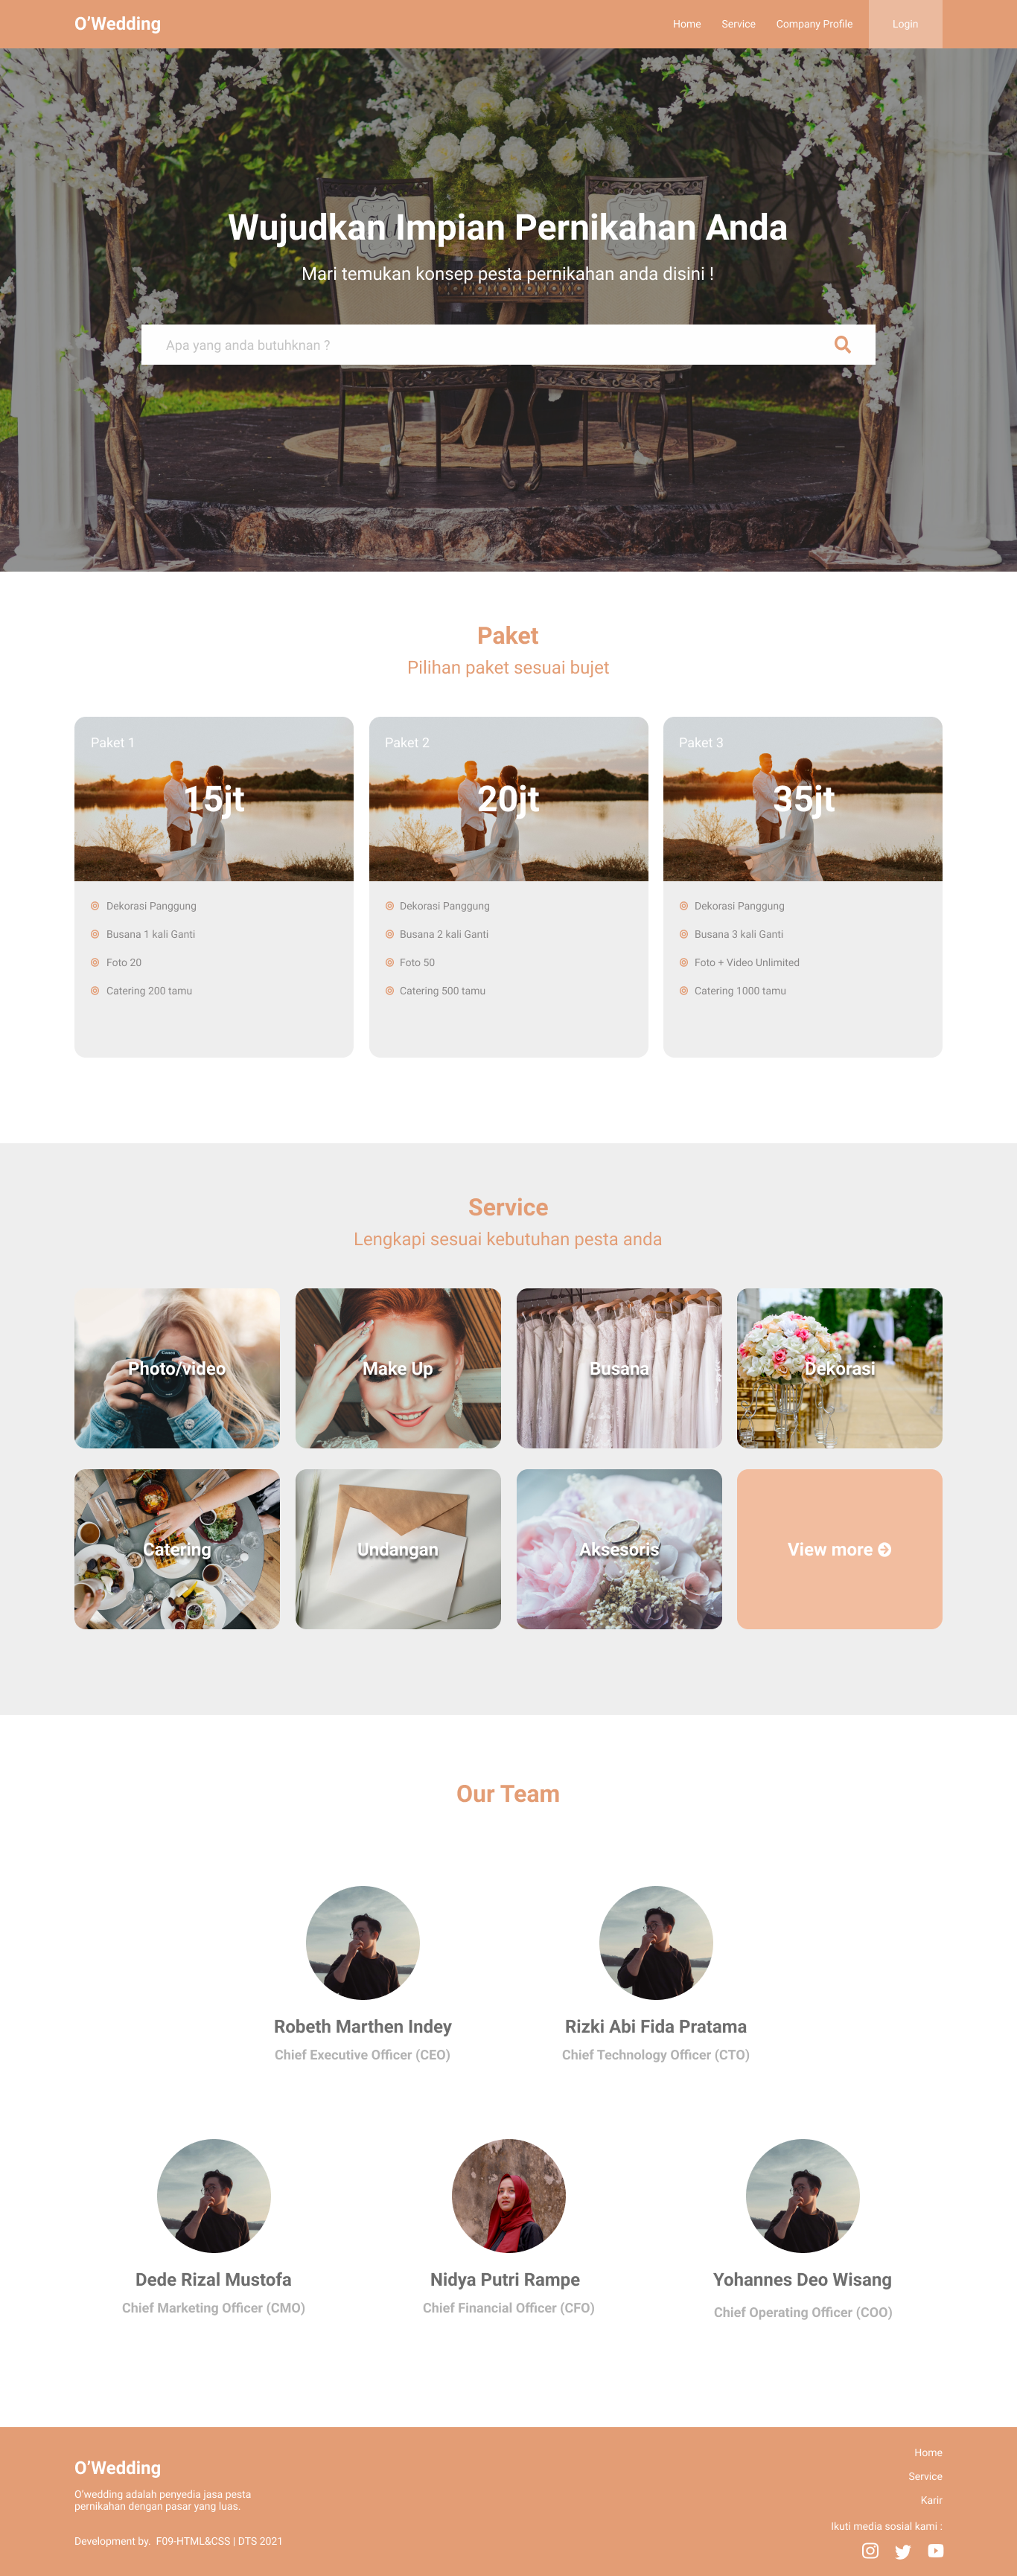 O'Wedding
Home
Service
Company Profile
Login
Wujudkan Impian Pernikahan Anda
Mari temukan konsep pesta pernikahan anda disini !
Apa yang anda butuhknan ?
Paket
Pilihan paket sesuai bujet
Paket 1
15jt
Dekorasi Panggung
Busana 1 kali Ganti
Foto 20
Catering 200 tamu
Paket 2
20jt
Dekorasi Panggung
Busana 2 kali Ganti
Foto 50
Catering 500 tamu
Paket 3
35jt
Dekorasi Panggung
Busana 3 kali Ganti
Foto + Video Unlimited
Catering 1000 tamu
Service
Lengkapi sesuai kebutuhan pesta anda
Photo/video
Make Up
Busana
Dekorasi
Catering
Undangan
Aksesoris
View more
Our Team
Robeth Marthen Indey
Chief Executive Officer (CEO)
Rizki Abi Fida Pratama
Chief Technology Officer (CTO)
Dede Rizal Mustofa
Chief Marketing Officer (CMO)
Nidya Putri Rampe
Chief Financial Officer (CFO)
Yohannes Deo Wisang
Chief Operating Officer (COO)
O'Wedding
O'wedding adalah penyedia jasa pesta
pernikahan dengan pasar yang luas.
Development by. F09-HTML&CSS | DTS 2021
Home
Service
Karir
Ikuti media sosial kami :